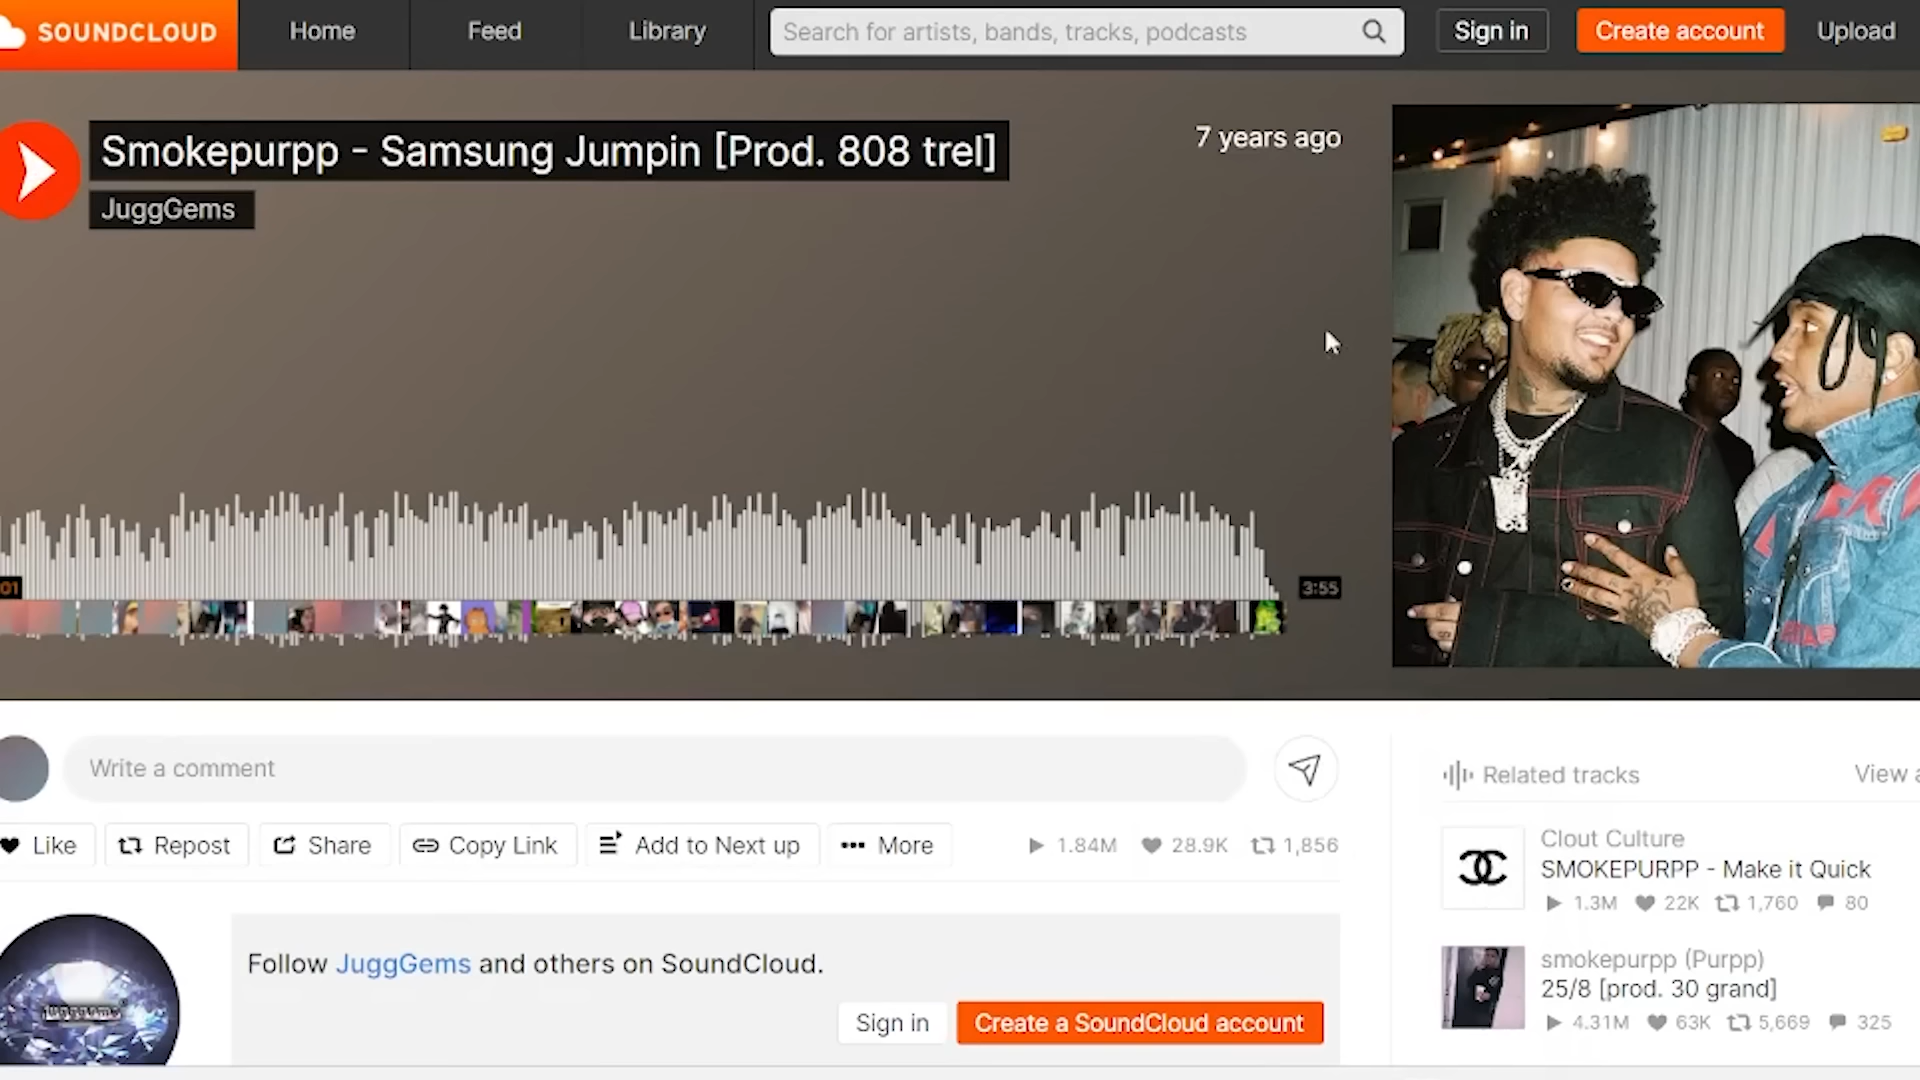 SOUNDCLOUD
Home
Feed
Library
Search for artists, bands, tracks, podcasts
Sign in
Create account
Upload
Smokepurpp - Samsung Jumpin [Prod. 808 trel]
7 years ago
JuggGems
01
3:55
Write a comment
Like
Repost
Share
Copy Link
Add to Next up
More
1.84M
28.9K
1,856
Related tracks
View a
Clout Culture
SMOKEPURPP - Make it Quick
1.3M
22K
1,760
80
smokepurpp (Purpp)
25/8 [prod. 30 grand]
4.31M
63K
5,669
325
Follow JuggGems and others on SoundCloud.
Sign in
Create a SoundCloud account